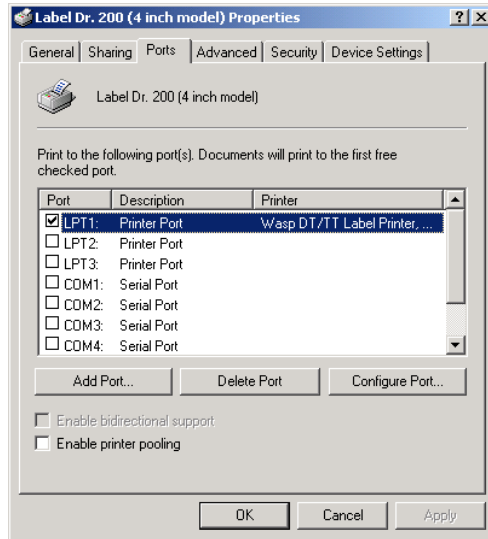 Label Dr. 200 (4 inch model) Properties
General Sharing Ports Advanced Security Device Settings
Label Dr. 200 (4 inch model)
Print to the following port(s). Documents will print to the first free
checked port.
Port Description Printer
LPT1: Printer Port Wasp DT/TT Label Printer, ...
LPT2: Printer Port
LPT3: Printer Port
COM1: Serial Port
COM2: Serial Port
COM3: Serial Port
COM4: Serial Port
Add Port... Delete Port Configure Port...
Enable bidirectional support
Enable printer pooling
OK Cancel Apply